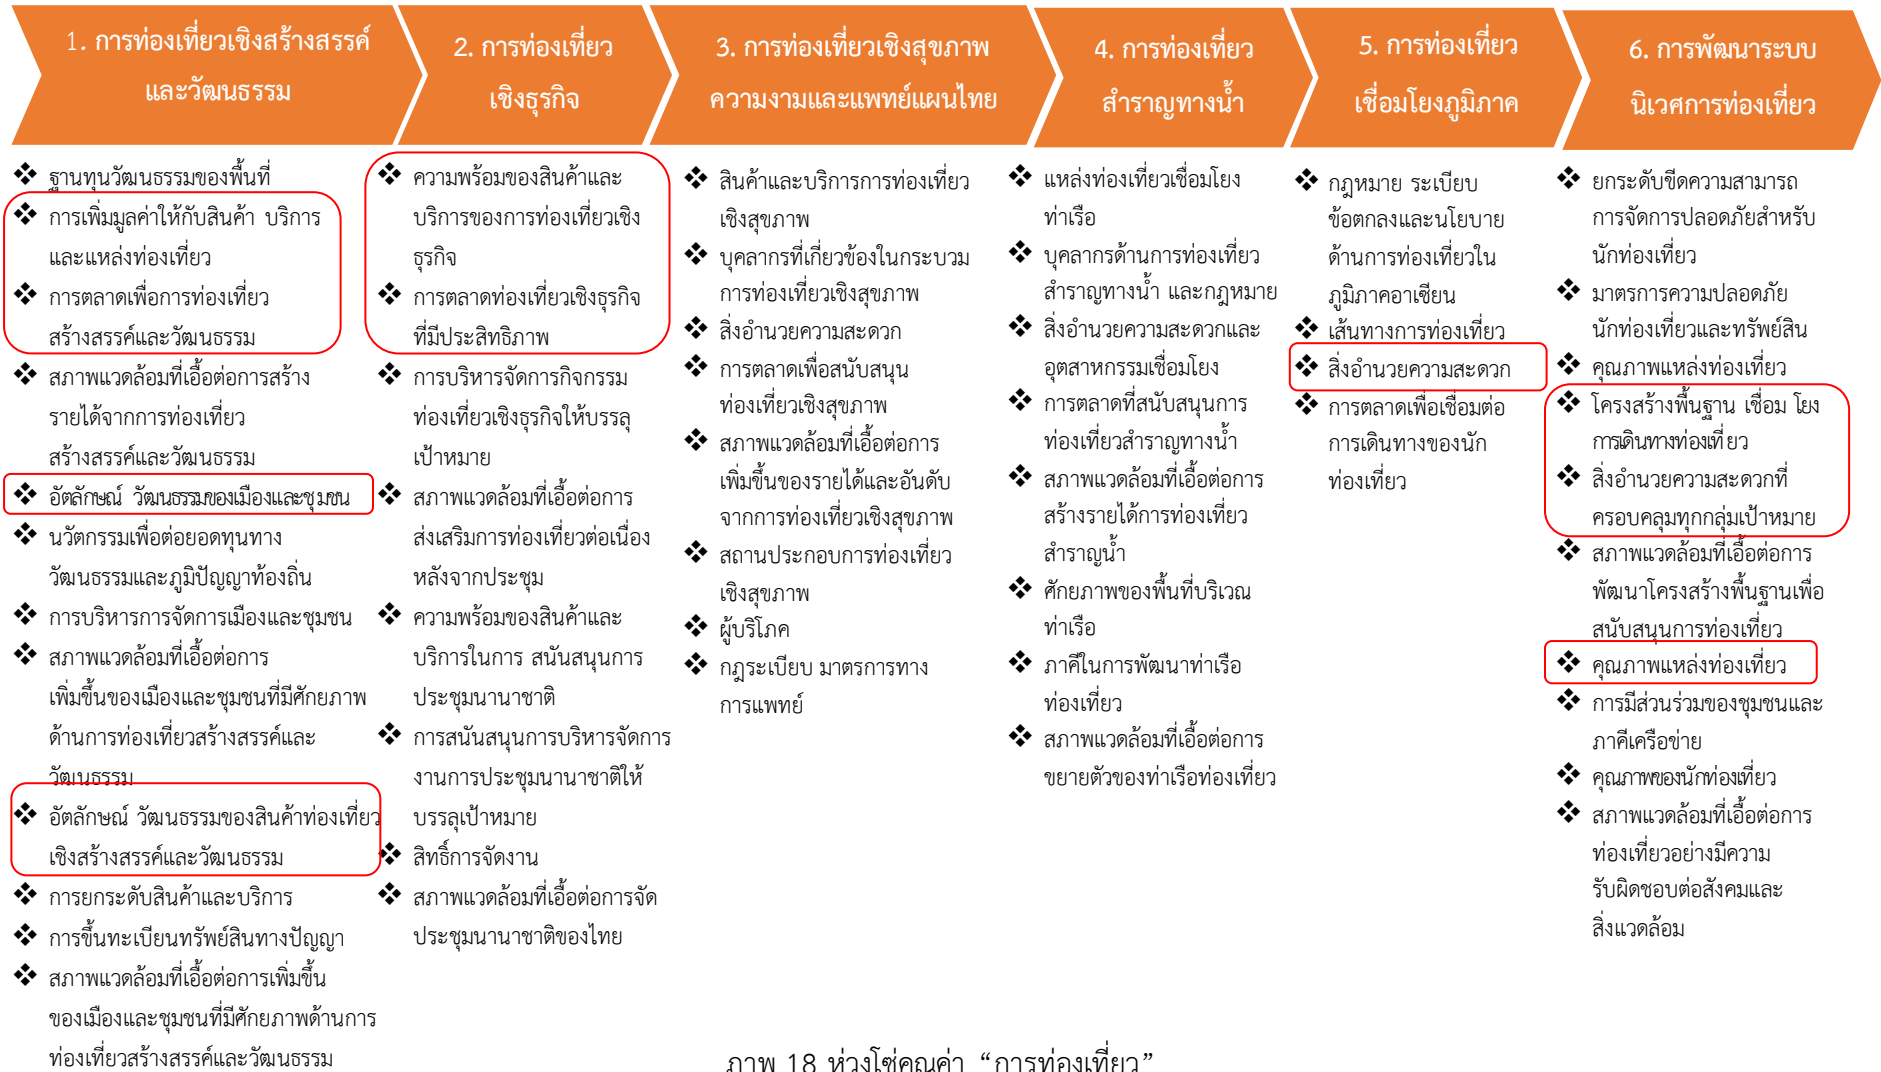 1. การท่องเที่ยวเชิงสร้างสรรค์
และวัฒนธรรม
2. การท่องเที่ยว
เชิงธุรกิจ
3. การท่องเที่ยวเชิงสุขภาพ
ความงามและแพทย์แผนไทย
4. การท่องเที่ยว
สำราญทางน้ำ
5. การท่องเที่ยว
เชื่อมโยงภูมิภาค
6. การพัฒนาระบบ
นิเวศการท่องเที่ยว
❖ ฐานทุนวัฒนธรรมของพื้นที่
❖ การเพิ่มมูลค่าให้กับสินค้า บริการ
และแหล่งท่องเที่ยว
❖ การตลาดเพื่อการท่องเที่ยว
สร้างสรรค์และวัฒนธรรม
❖ สภาพแวดล้อมที่เอื้อต่อการสร้าง
รายได้จากการท่องเที่ยว
สร้างสรรค์และวัฒนธรรม
❖ อัตลักษณ์ วัฒนธรรมของเมืองและชุมชน
❖ นวัตกรรมเพื่อต่อยอดทุนทาง
วัฒนธรรมและภูมิปัญญาท้องถิ่น
❖ การบริหารการจัดการเมืองและชุมชน
❖ สภาพแวดล้อมที่เอื้อต่อการ
เพิ่มขึ้นของเมืองและชุมชนที่มีศักยภาพ
ด้านการท่องเที่ยวสร้างสรรค์และ
วัฒนธรรม
❖ อัตลักษณ์ วัฒนธรรมของสินค้าท่องเที่ยว
เชิงสร้างสรรค์และวัฒนธรรม
❖ การยกระดับสินค้าและบริการ
❖ การขึ้นทะเบียนทรัพย์สินทางปัญญา
❖ สภาพแวดล้อมที่เอื้อต่อการเพิ่มขึ้น
ของเมืองและชุมชนที่มีศักยภาพด้านการ
ท่องเที่ยวสร้างสรรค์และวัฒนธรรม
❖ ความพร้อมของสินค้าและ
บริการของการท่องเที่ยวเชิง
ธุรกิจ
❖ การตลาดท่องเที่ยวเชิงธุรกิจ
ที่มีประสิทธิภาพ
❖ การบริหารจัดการกิจกรรม
ท่องเที่ยวเชิงธุรกิจให้บรรลุ
เป้าหมาย
❖ สภาพแวดล้อมที่เอื้อต่อการ
ส่งเสริมการท่องเที่ยวต่อเนื่อง
หลังจากประชุม
❖ ความพร้อมของสินค้าและ
บริการในการ สนันสนุนการ
ประชุมนานาชาติ
❖ การสนันสนุนการบริหารจัดการ
งานการประชุมนานาชาติให้
บรรลุเป้าหมาย
❖ สิทธิ์การจัดงาน
❖ สภาพแวดล้อมที่เอื้อต่อการจัด
ประชุมนานาชาติของไทย
❖ สินค้าและบริการการท่องเที่ยว
เชิงสุขภาพ
❖ บุคลากรที่เกี่ยวข้องในกระบวม
การท่องเที่ยวเชิงสุขภาพ
❖ สิ่งอำนวยความสะดวก
❖ การตลาดเพื่อสนับสนุน
ท่องเที่ยวเชิงสุขภาพ
❖ สภาพแวดล้อมที่เอื้อต่อการ
เพิ่มขึ้นของรายได้และอันดับ
จากการท่องเที่ยวเชิงสุขภาพ
❖ สถานประกอบการท่องเที่ยว
เชิงสุขภาพ
❖ ผู้บริโภค
❖ กฎระเบียบ มาตรการทาง
การแพทย์
❖ แหล่งท่องเที่ยวเชื่อมโยง
ท่าเรือ
❖ บุคลากรด้านการท่องเที่ยว
สำราญทางน้ำ และกฎหมาย
❖ สิ่งอำนวยความสะดวกและ
อุตสาหกรรมเชื่อมโยง
❖ การตลาดที่สนับสนุนการ
ท่องเที่ยวสำราญทางน้ำ
❖ สภาพแวดล้อมที่เอื้อต่อการ
สร้างรายได้การท่องเที่ยว
สำราญน้ำ
❖ ศักยภาพของพื้นที่บริเวณ
ท่าเรือ
❖ ภาคีในการพัฒนาท่าเรือ
ท่องเที่ยว
❖ สภาพแวดล้อมที่เอื้อต่อการ
ขยายตัวของท่าเรือท่องเที่ยว
❖ กฎหมาย ระเบียบ
ข้อตกลงและนโยบาย
ด้านการท่องเที่ยวใน
ภูมิภาคอาเซียน
❖ เส้นทางการท่องเที่ยว
❖ สิ่งอำนวยความสะดวก
❖ การตลาดเพื่อเชื่อมต่อ
การเดินทางของนัก
ท่องเที่ยว
❖ ยกระดับขีดความสามารถ
การจัดการปลอดภัยสำหรับ
นักท่องเที่ยว
❖ มาตรการความปลอดภัย
นักท่องเที่ยวและทรัพย์สิน
❖ คุณภาพแหล่งท่องเที่ยว
❖ โครงสร้างพื้นฐาน เชื่อม โยง
การเดินทางท่องเที่ยว
❖ สิ่งอำนวยความสะดวกที่
ครอบคลุมทุกกลุ่มเป้าหมาย
❖ สภาพแวดล้อมที่เอื้อต่อการ
พัฒนาโครงสร้างพื้นฐานเพื่อ
สนับสนุนการท่องเที่ยว
❖ คุณภาพแหล่งท่องเที่ยว
❖ การมีส่วนร่วมของชุมชนและ
ภาคีเครือข่าย
❖ คุณภาพของนักท่องเที่ยว
❖ สภาพแวดล้อมที่เอื้อต่อการ
ท่องเที่ยวอย่างมีความ
รับผิดชอบต่อสังคมและ
สิ่งแวดล้อม
ภาพ 18 ห่วงโซ่คุณค่า “การท่องเที่ยว”